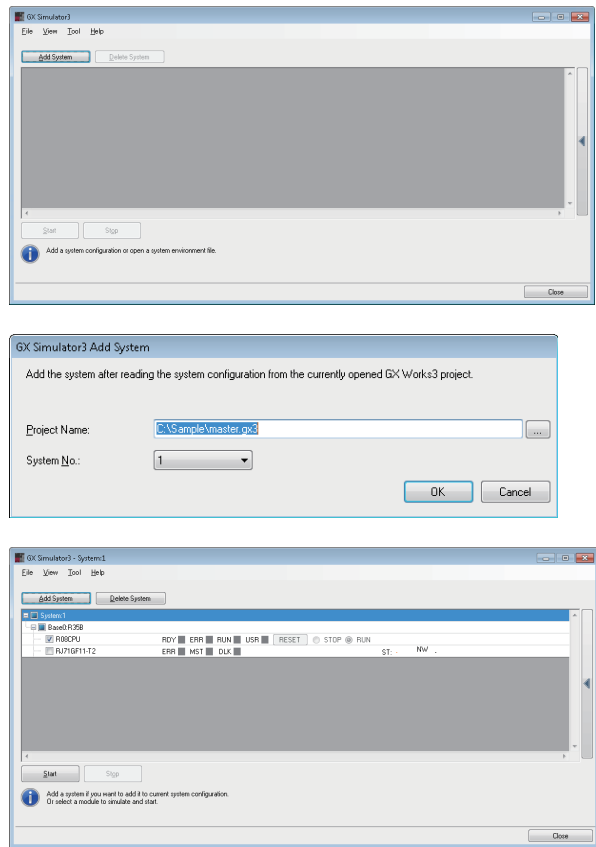 GX Simulator3
File View Tool Help
Add System Delete System
Start Stop
Add a system configuration or open a system environment file.
Close
GX Simulator3 Add System
Add the system after reading the system configuration from the currently opened GX Works3 project.
Project Name: C:\Sample\master.gx3 ...
System No.: 1
OK Cancel
GX Simulator3 - System:1
File View Tool Help
Add System Delete System
System:1
Base0:R35B
R08CPU RDY ERR RUN USR RESET STOP RUN
RJ71GF11-T2 ERR MST DLK ST: - NW -
Start Stop
Add a system if you want to add it to current system configuration.
Or select a module to simulate and start.
Close